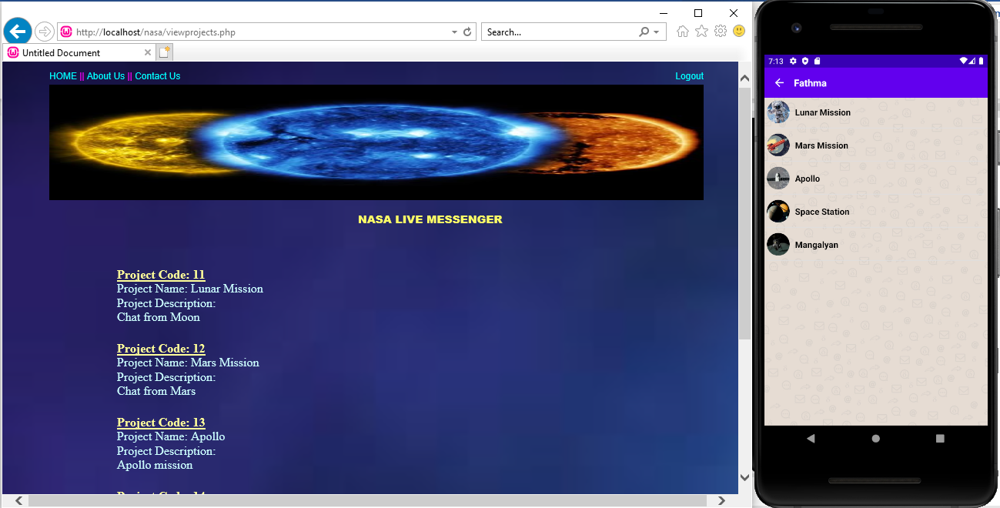 http://localhost/nasa/viewprojects.php
Search...
Untitled Document
HOME || About Us || Contact Us
Logout
NASA LIVE MESSENGER
Project Code: 11
Project Name: Lunar Mission
Project Description:
Chat from Moon
Project Code: 12
Project Name: Mars Mission
Project Description:
Chat from Mars
Project Code: 13
Project Name: Apollo
Project Description:
Apollo mission
7:13
Fathma
Lunar Mission
Mars Mission
Apollo
Space Station
Mangalyan